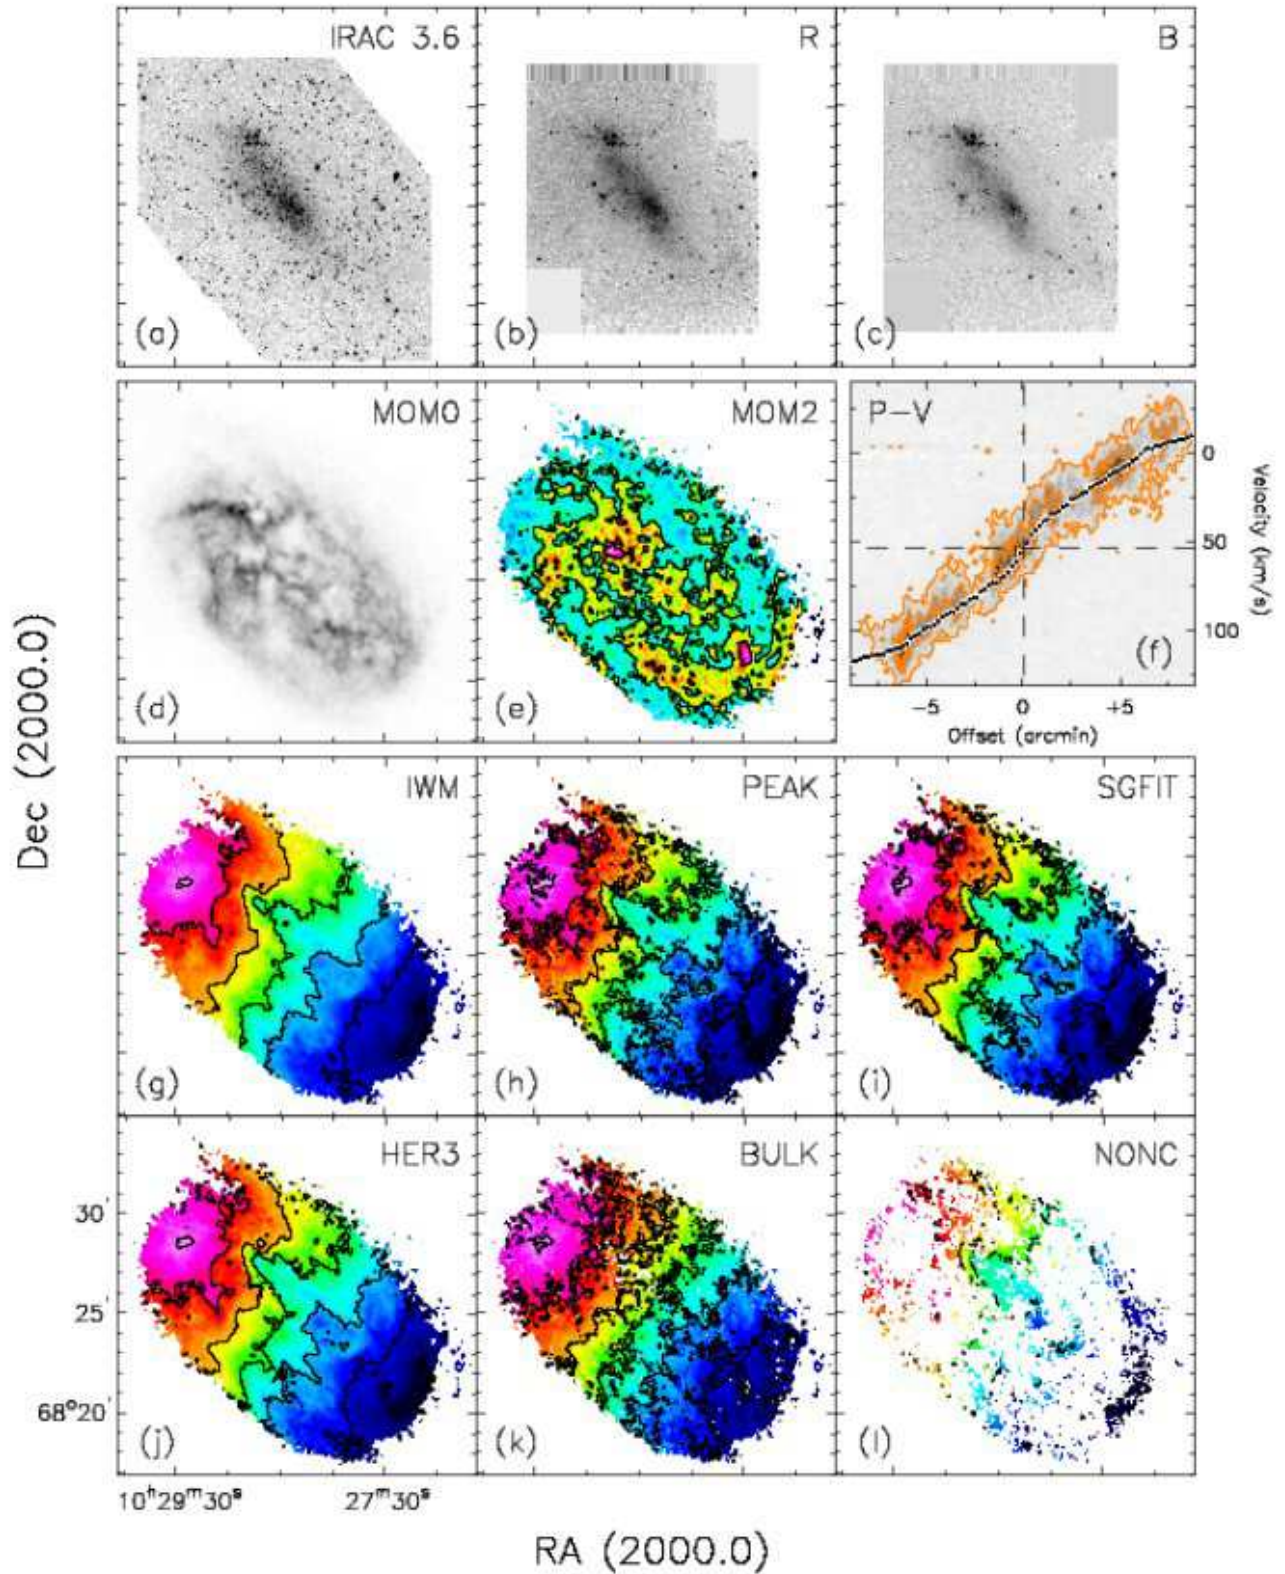 IRAC 3.6
R
B
(a)
(b)
(c)
MOM0
MOM2
P-V
0
50
100
Velocity (km/s)
(d)
(e)
(f)
-5
0
+5
Offset (arcmin)
Dec (2000.0)
IWM
PEAK
SGFIT
(g)
(h)
(i)
HER3
BULK
NONC
30'
25'
68°20'
(j)
(k)
(l)
10ʰ29ᵐ30ˢ
27ᵐ30ˢ
RA (2000.0)